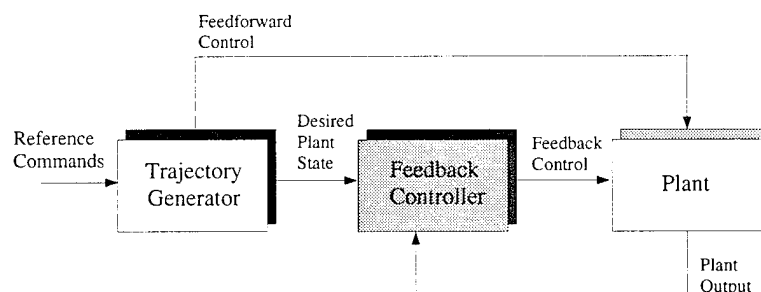 Feedforward
Control
Reference
Commands
Trajectory
Generator
Desired
Plant
State
Feedback
Controller
Feedback
Control
Plant
Plant
Output